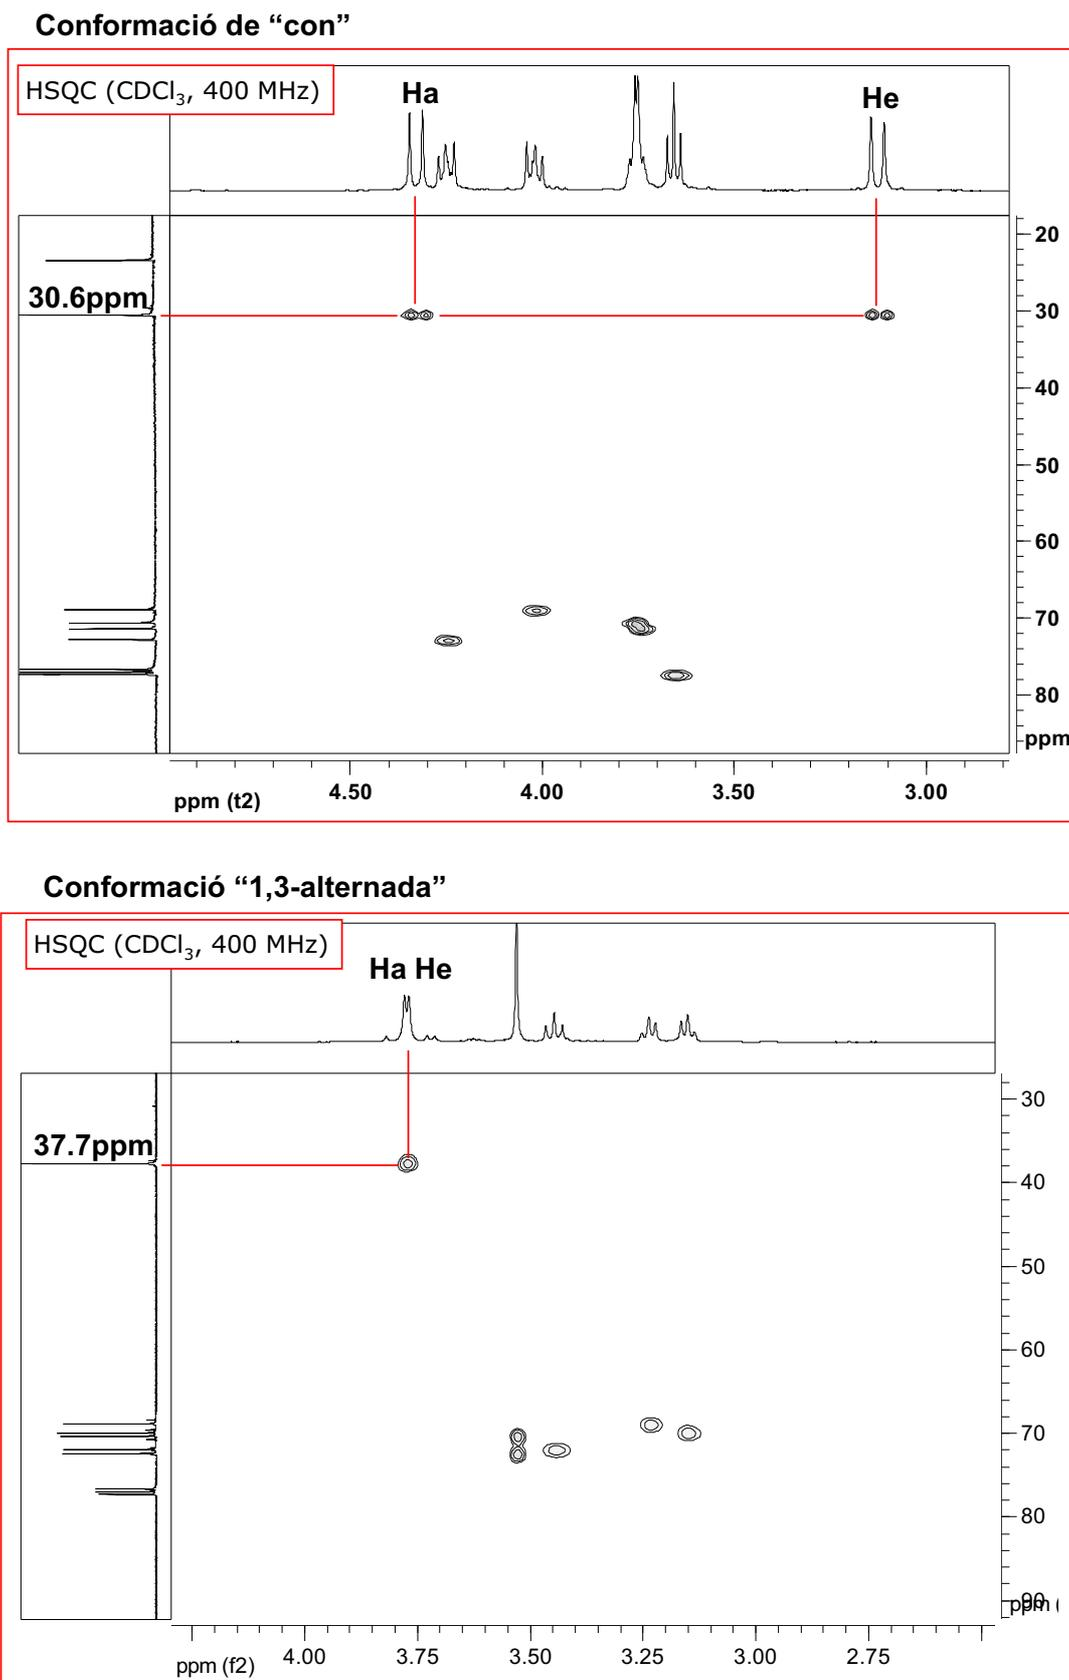 Conformació de “con”
HSQC (CDCl3, 400 MHz)
Ha
He
30.6ppm
20
30
40
50
60
70
80
ppm
4.50
4.00
3.50
3.00
ppm (t2)
Conformació “1,3-alternada”
HSQC (CDCl3, 400 MHz)
Ha He
37.7ppm
30
40
50
60
70
80
90
ppm (
4.00
3.75
3.50
3.25
3.00
2.75
ppm (f2)